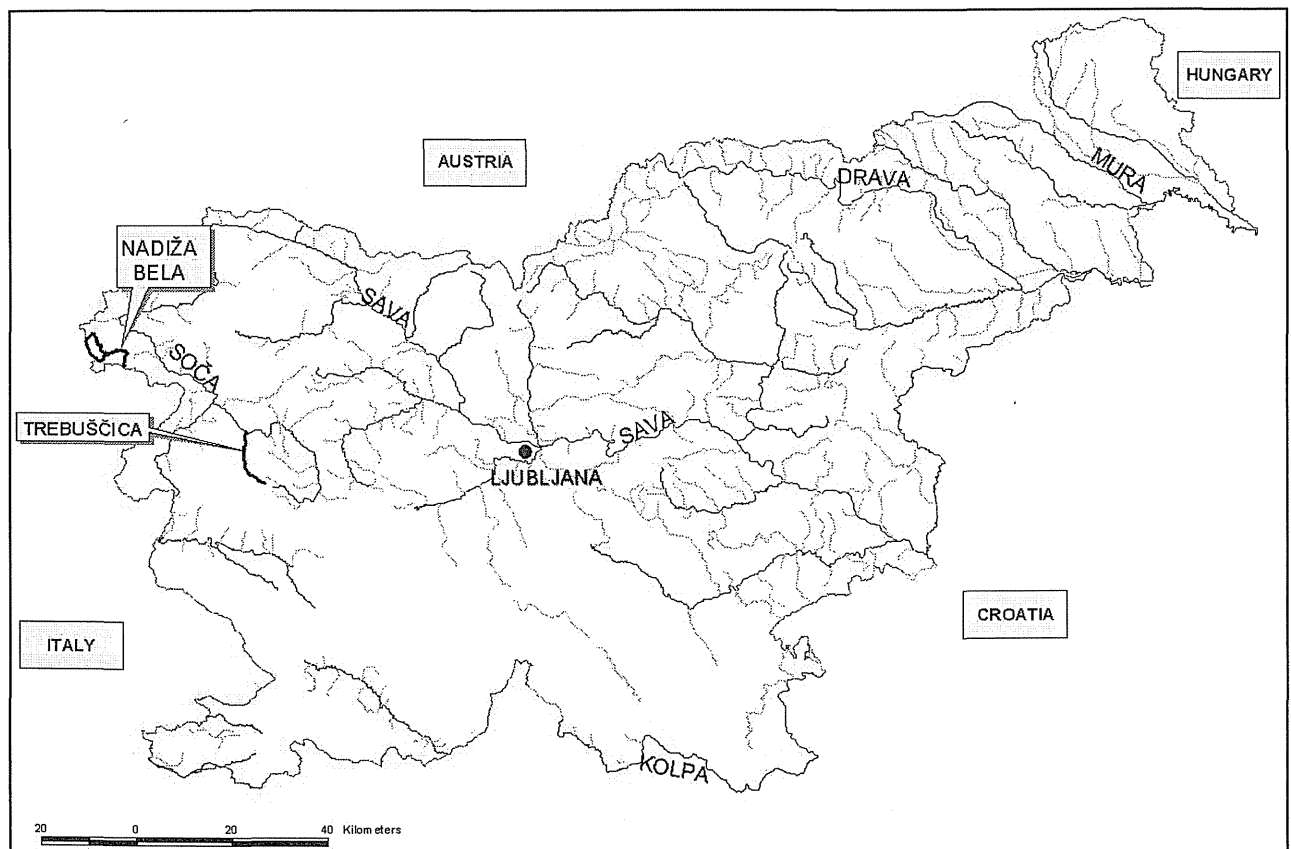 HUNGARY
AUSTRIA
MURA
DRAVA
NADIŽA
BELA
SAVA
SOČA
TREBUŠČICA
SAVA
LJUBLJANA
CROATIA
ITALY
KOLPA
20 0 20 40 Kilometers